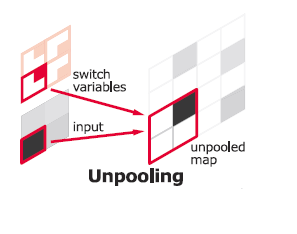 switch
variables
input
unpooled
map
Unpooling